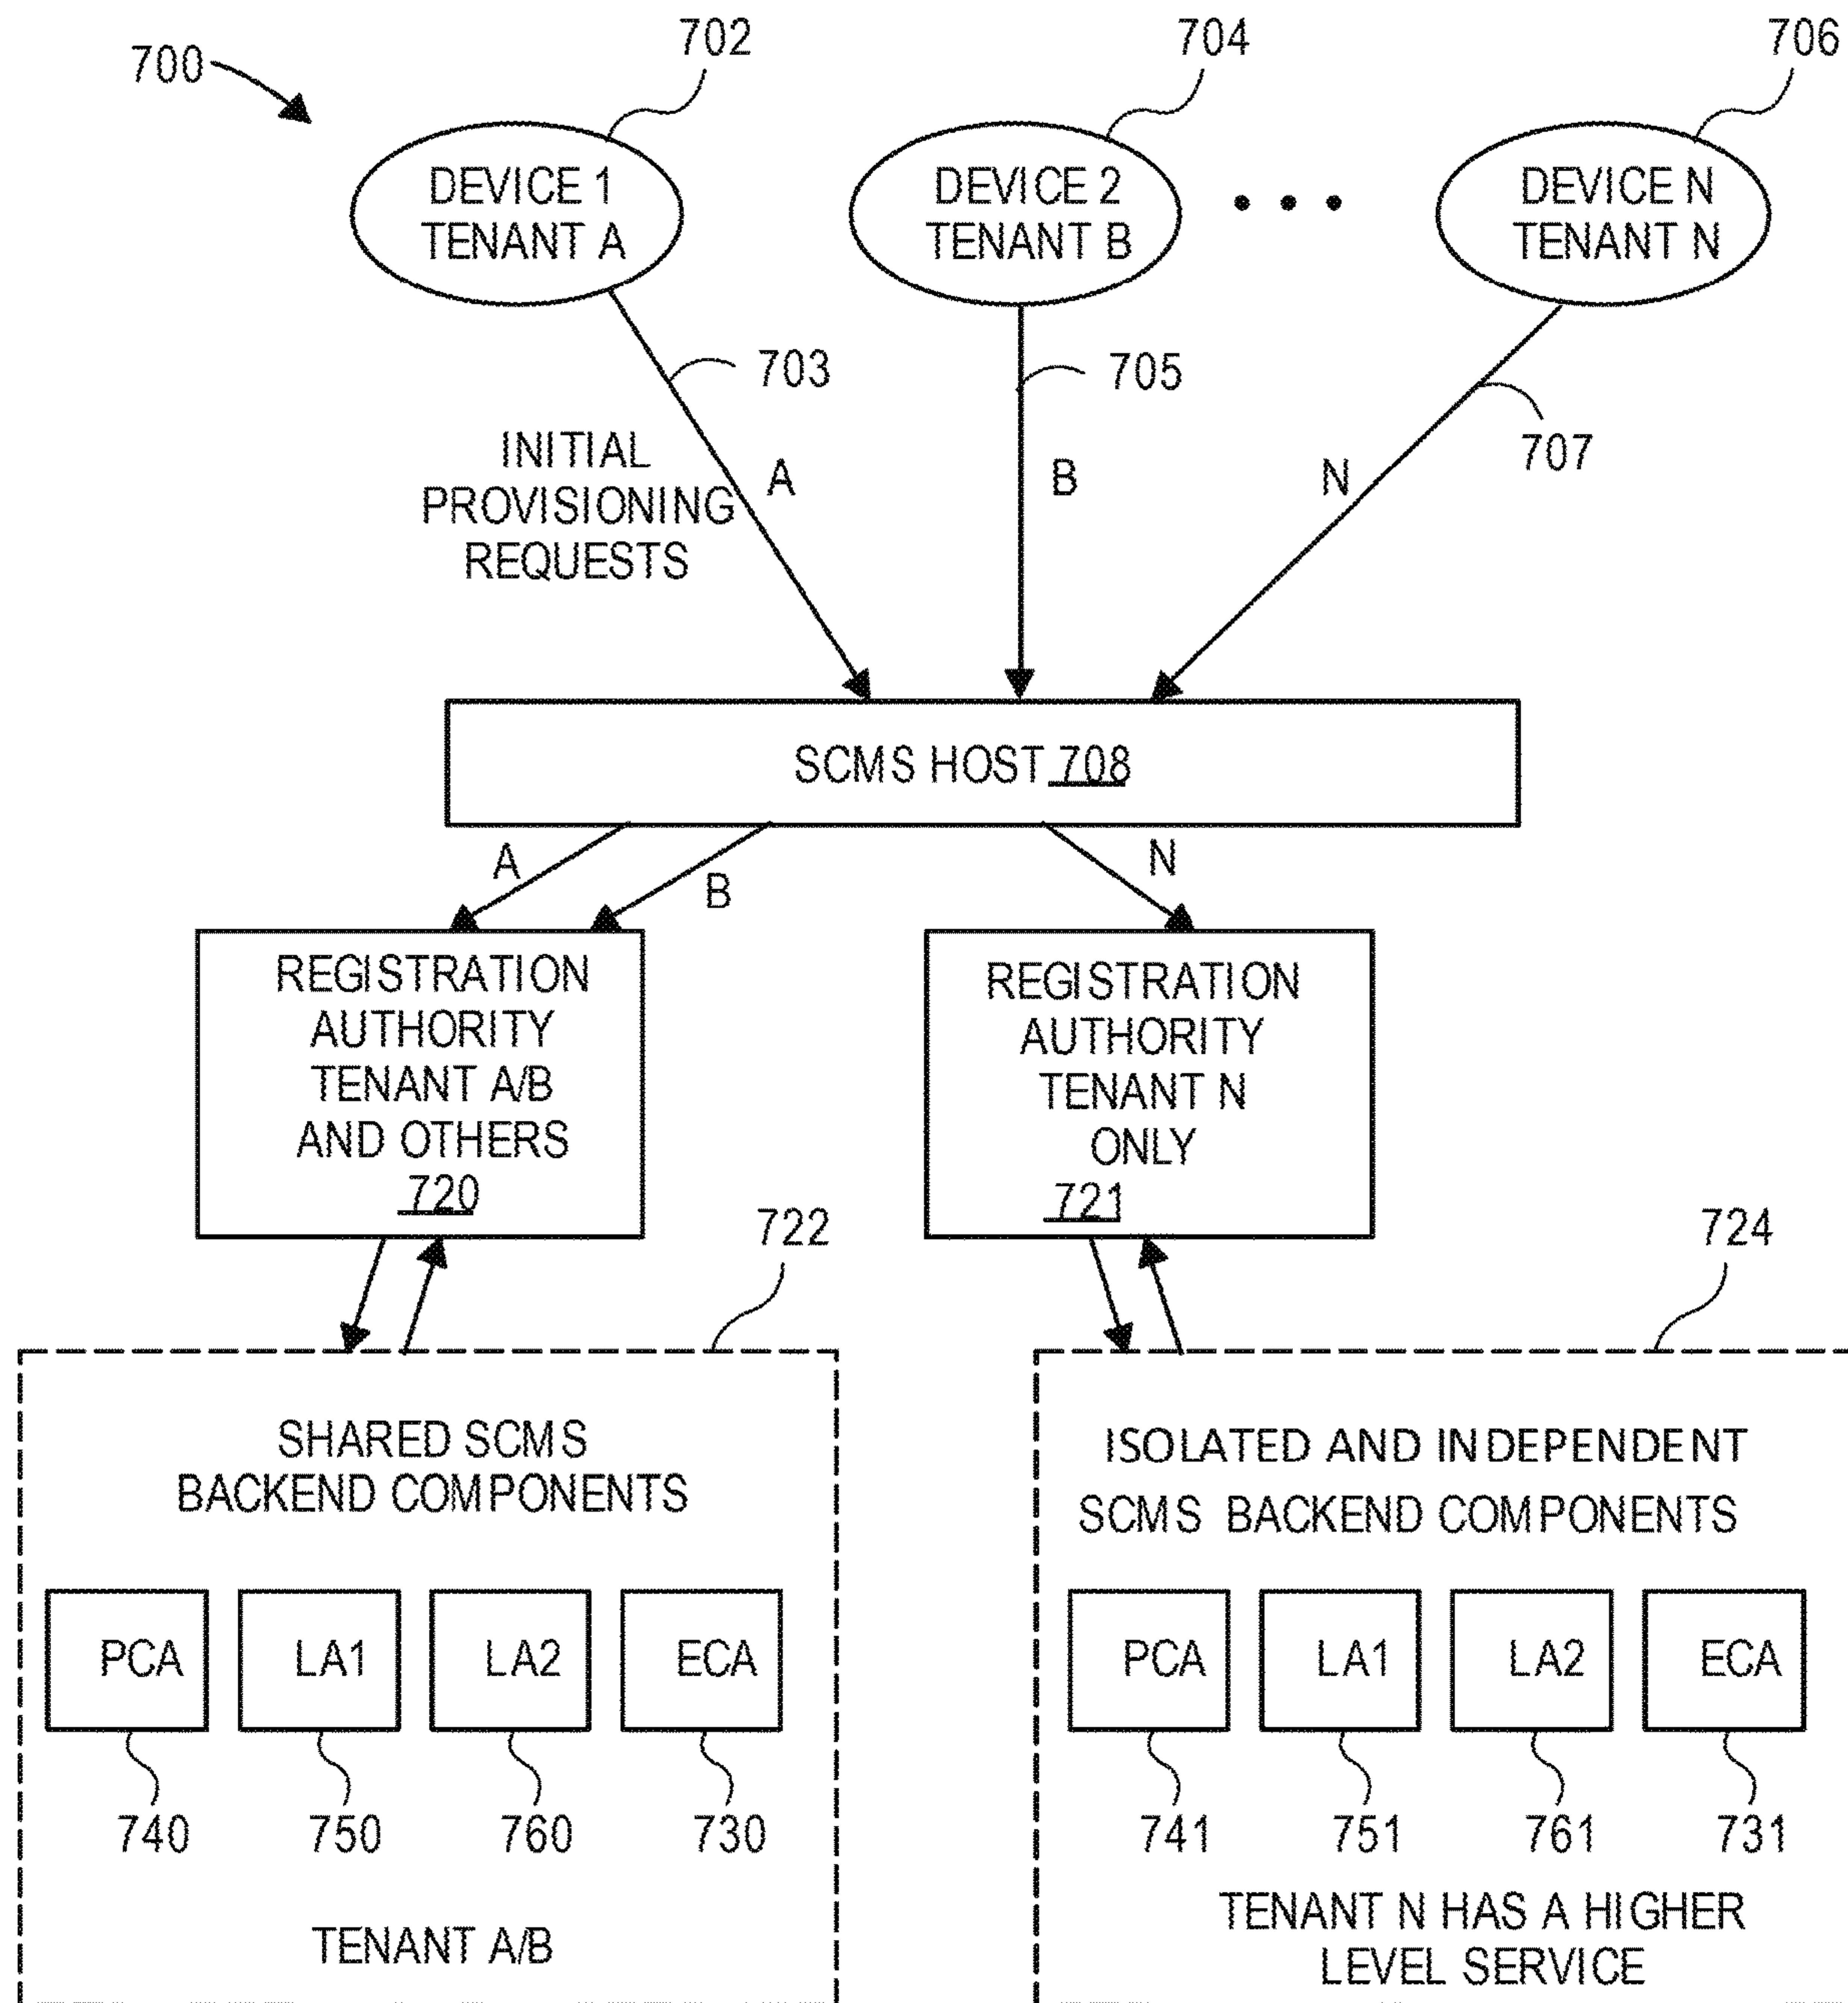 700
702
704
706
DEVICE 1
TENANT A
DEVICE 2
TENANT B
DEVICE N
TENANT N
703
705
707
INITIAL
PROVISIONING
REQUESTS
A
B
N
SCMS HOST 708
A
B
N
REGISTRATION
AUTHORITY
TENANT A/B
AND OTHERS
720
REGISTRATION
AUTHORITY
TENANT N
ONLY
721
722
724
SHARED SCMS
BACKEND COMPONENTS
PCA
LA1
LA2
ECA
740
750
760
730
TENANT A/B
ISOLATED AND INDEPENDENT
SCMS BACKEND COMPONENTS
PCA
LA1
LA2
ECA
741
751
761
731
TENANT N HAS A HIGHER
LEVEL SERVICE